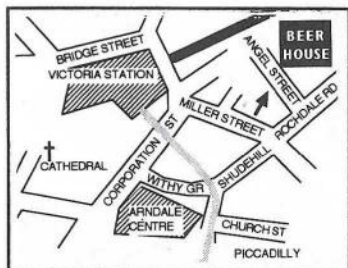 BEER
HOUSE
BRIDGE STREET
VICTORIA STATION
ANGEL STREET
MILLER STREET
ROCHDALE RD
CORPORATION ST
CATHEDRAL
SHUDEHILL
WITHY GR
ARNDALE
CENTRE
CHURCH ST
PICCADILLY